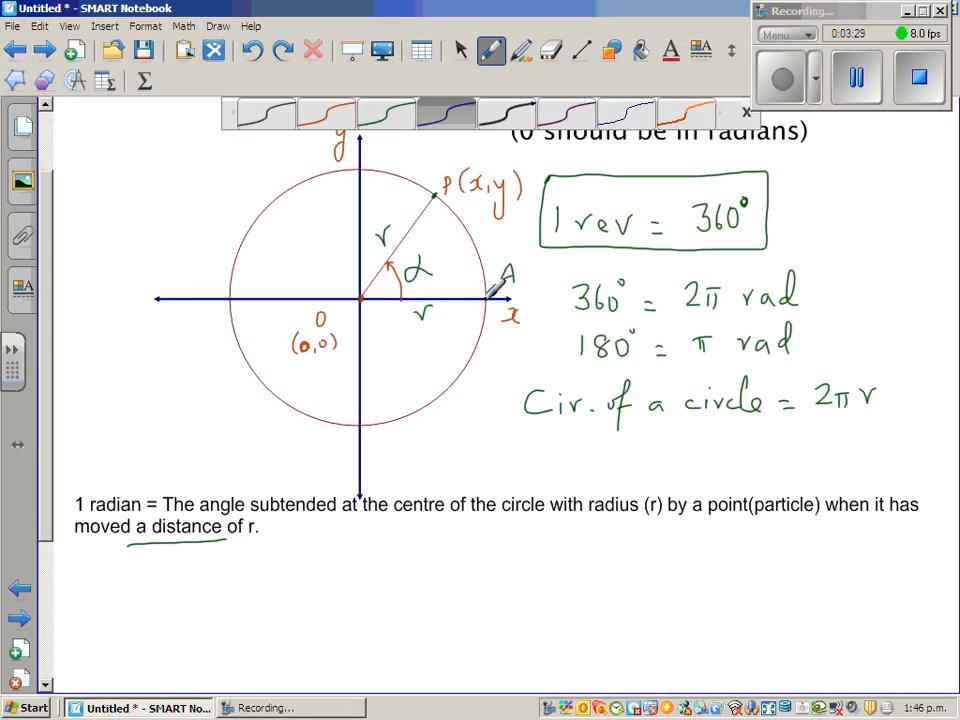 Untitled * - SMART Notebook
File Edit View Insert Format Math Draw Help
Recording...
Menu 0:03:29 8.0 fps
(θ should be in radians)
y
P(x,y)
1 rev = 360°
r
α
A
r
x
O
(0,0)
360° = 2π rad
180° = π rad
Cir. of a circle = 2πr
1 radian = The angle subtended at the centre of the circle with radius (r) by a point(particle) when it has
moved a distance of r.
Start Untitled * - SMART No... Recording... 1:46 p.m.